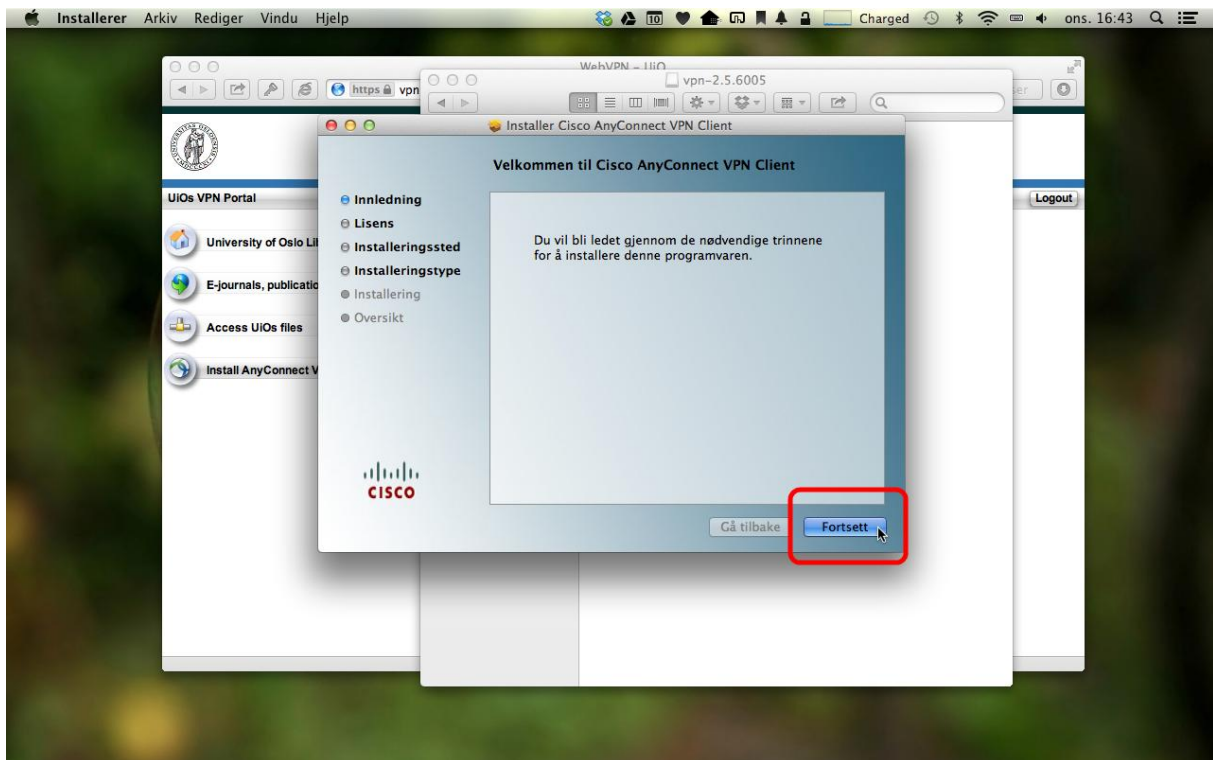 Installerer Arkiv Rediger Vindu Hjelp 10 Charged ons. 16:43
WebVPN – UiO
https vpn
vpn-2.5.6005
Installer Cisco AnyConnect VPN Client
Velkommen til Cisco AnyConnect VPN Client
UiOs VPN Portal
Logout
University of Oslo
E-journals,
Access UiOs files
Install AnyConnect
Innledning
Lisens
Installeringssted
Installeringstype
Installering
Oversikt
Du vil bli ledet gjennom de nødvendige trinnene
for å installere denne programvaren.
CISCO
Gå tilbake
Fortsett